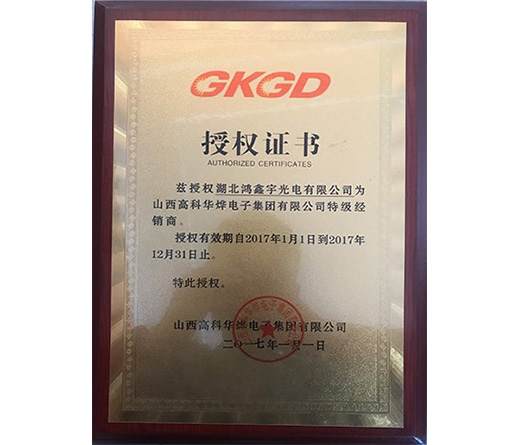 GKGD
授权证书
AUTHORIZED CERTIFICATES
兹授权湖北鸿鑫宇光电有限公司为
山西高科华烨电子集团有限公司特级经
销商。
授权有效期自2017年1月1日到2017年
12月31日止。
特此授权。
山西高科华烨电子集团有限公司
二〇一七年一月一日